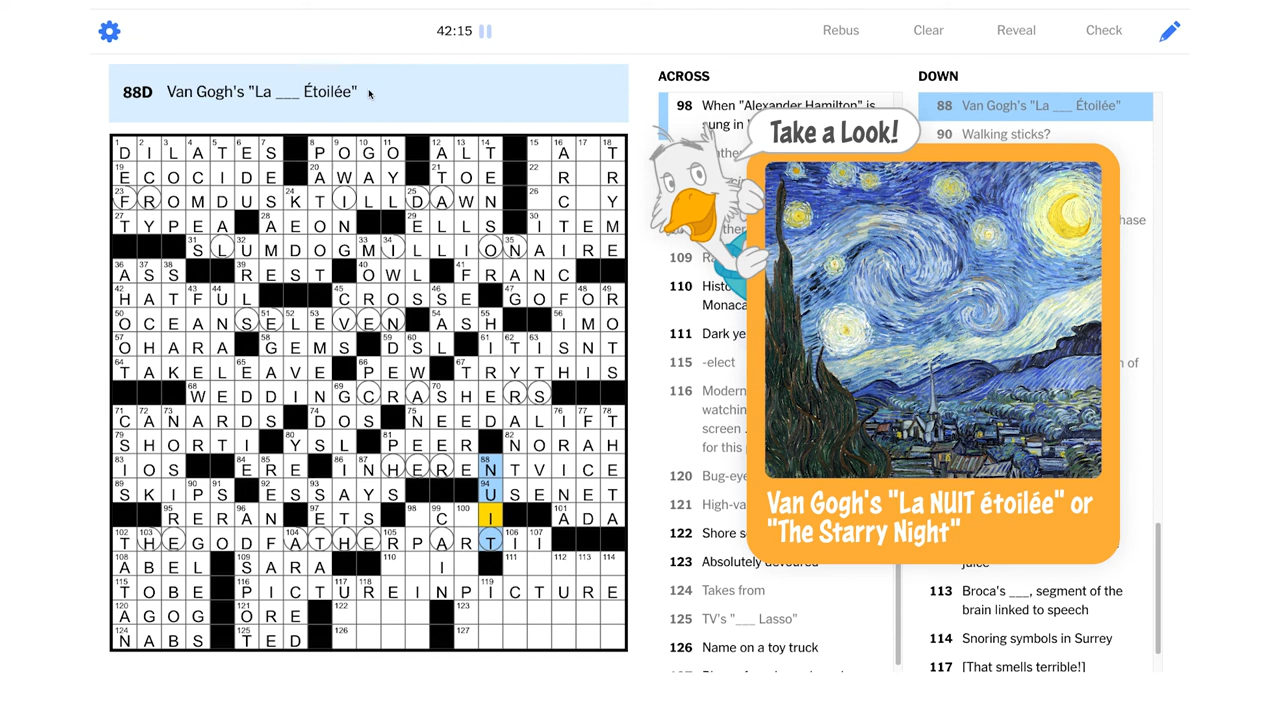 42:15
Rebus
Clear
Reveal
Check
88D Van Gogh's "La ___ Étoilée"
ACROSS
98 When "Alexander Hamilton" is
sung in
109
110 Histo
Monaca
111 Dark ye
115 -elect
116 Modern
watching
screen
for this
120 Bug-eye
121 High-va
122 Shore s
123 Absolutely devoured
124 Takes from
125 TV's "___ Lasso"
126 Name on a toy truck
DOWN
88 Van Gogh's "La ___ Étoilée"
90 Walking sticks?
hase
m of
juice
113 Broca's ___, segment of the
brain linked to speech
114 Snoring symbols in Surrey
117 [That smells terrible!]
Take a Look!
Van Gogh's "La NUIT étoilée" or
"The Starry Night"
DILATES POGO ALT A T
ECOCIDE AWAY TOE R R
FROMDUSKTILLDAWN C Y
TYPEA AEON ELLS ITEM
SLUMDOGMILLIONAIRE
ASS REST OWL FRANC
HATFUL CROSSE GOFOR
OCEANSELEVEN ASH IMO
OHARA GEMS DSL ITISNT
TAKELEAVE PEW TRYTHIS
WEDDINGCRASHERS
CANARDS DOS NEEDALIFT
SHORTI YSL PEER NORAH
IOS ERE INHERENTVICE
SKIPS ESSAYS USENET
RERAN ETS C I ADA
THEGODFATHERPARTII
ABEL SARA I
TOBE PICTUREINPICTURE
AGOG ORE
NABS TED